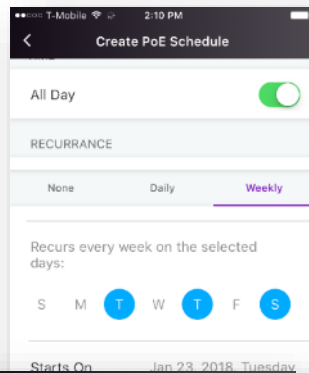 T-Mobile 2:10 PM
Create PoE Schedule
All Day
RECURRANCE
None Daily Weekly
Recurs every week on the selected
days:
S M T W T F S
Starts On Jan 23, 2018, Tuesday